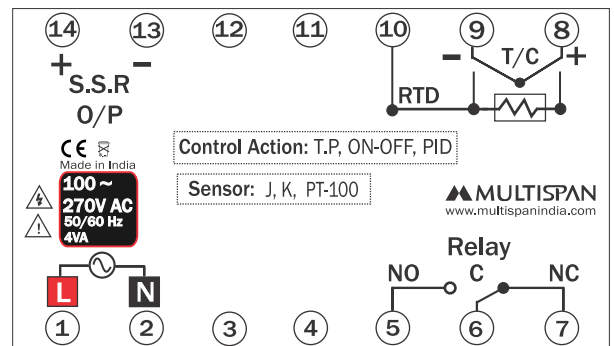 14 13 12 11 10 9 8
+ − − T/C +
S.S.R
O/P
RTD
CE
Made in India
Control Action: T.P, ON-OFF, PID
Sensor: J, K, PT-100
100 ~
270V AC
50/60 Hz
4VA
MULTISPAN
www.multispanindia.com
Relay
NO C NC
L N
1 2 3 4 5 6 7